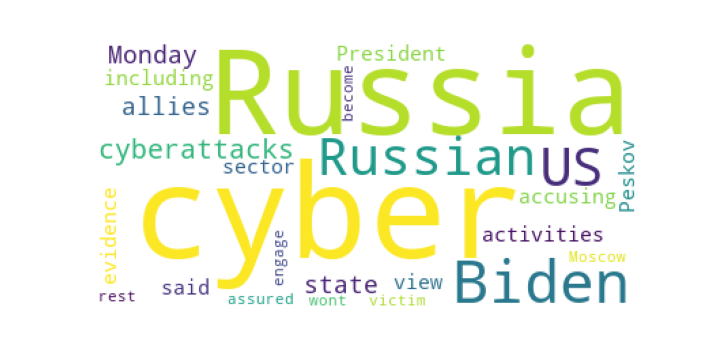 Monday
President
including
become
Russia
allies
cyberattacks
Russian
US
Peskov
sector
cyber
accusing
evidence
engage
activities
Moscow
rest
said
state
view
Biden
assured
wont
victim